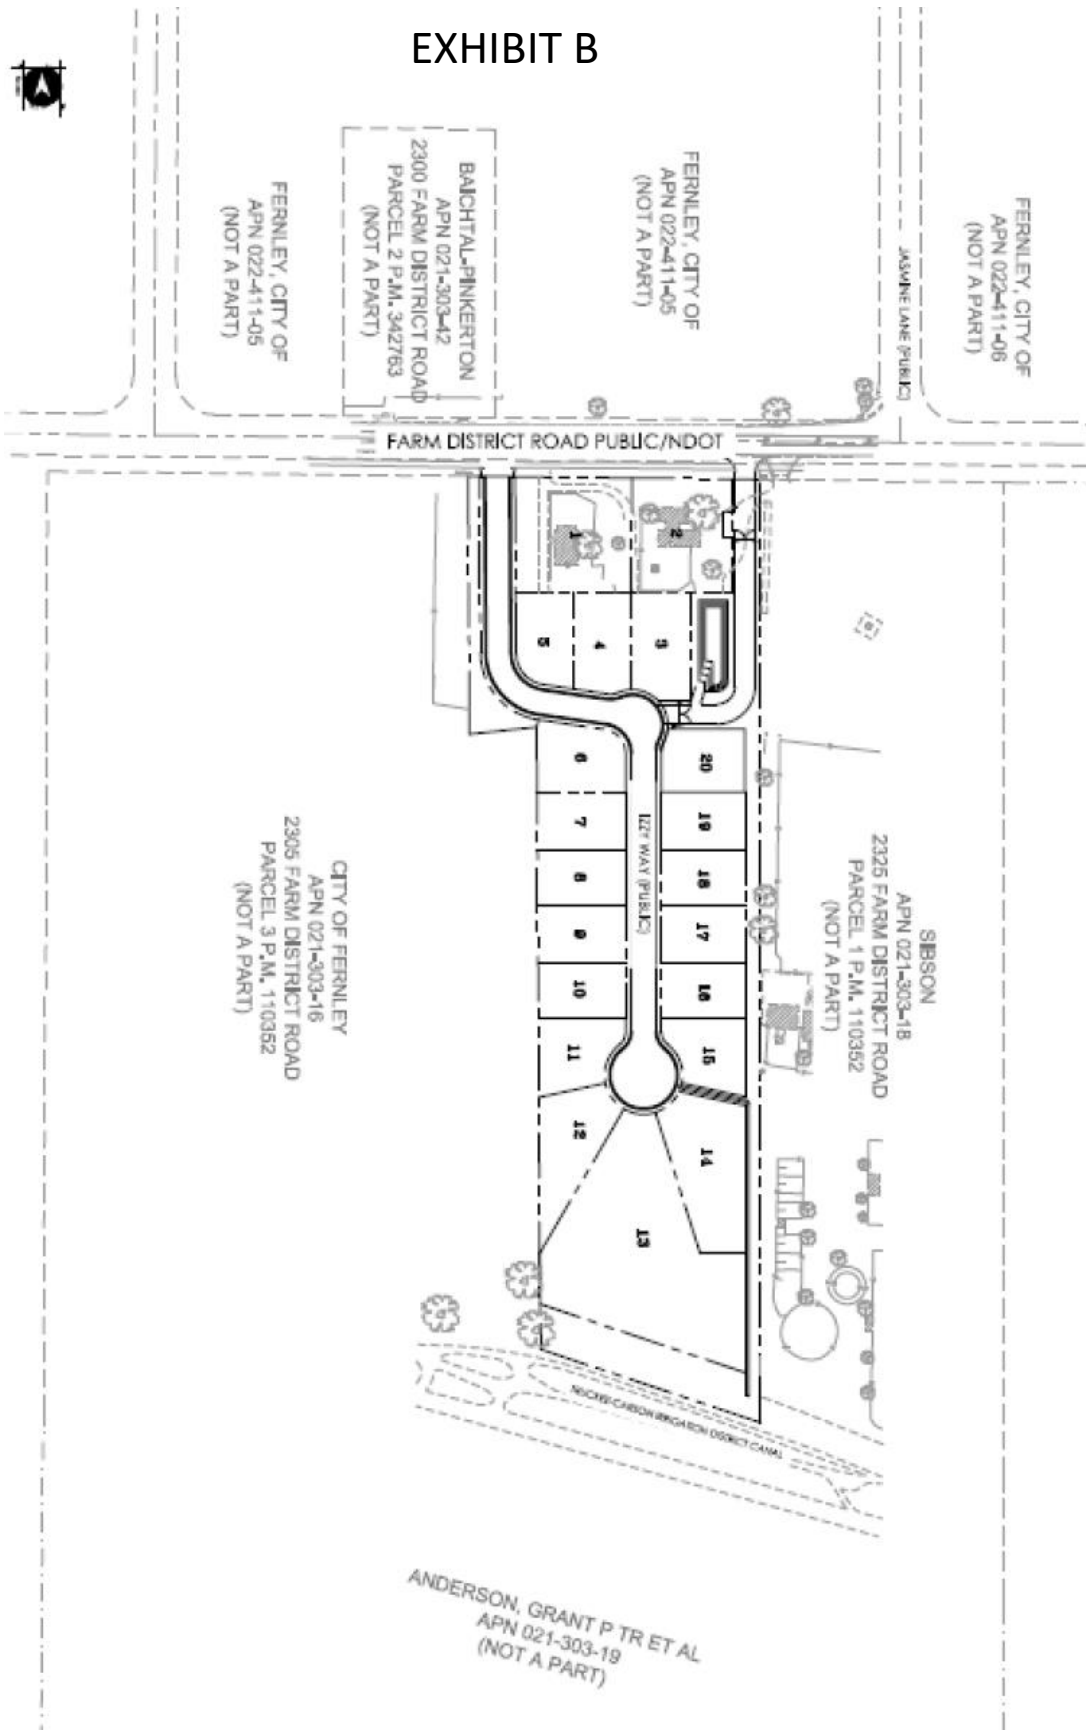 EXHIBIT B
FERNLEY, CITY OF
APN 022-411-05
(NOT A PART)
BAICHTAL-PINKERTON
APN 021-303-42
2300 FARM DISTRICT ROAD
PARCEL 2 P.M. 342763
(NOT A PART)
FERNLEY, CITY OF
APN 022-411-05
(NOT A PART)
JASMINE LANE (PUBLIC)
FERNLEY, CITY OF
APN 022-411-06
(NOT A PART)
FARM DISTRICT ROAD PUBLIC/NDOT
1
2
5
4
3
6
20
7
19
8
18
9
17
10
16
11
15
12
14
13
IZZY WAY (PUBLIC)
CITY OF FERNLEY
APN 021-303-16
2305 FARM DISTRICT ROAD
PARCEL 3 P.M. 110352
(NOT A PART)
SIBSON
APN 021-303-18
2325 FARM DISTRICT ROAD
PARCEL 1 P.M. 110352
(NOT A PART)
TRUCKEE-CARSON IRRIGATION DISTRICT CANAL
ANDERSON, GRANT P TR ET AL
APN 021-303-19
(NOT A PART)